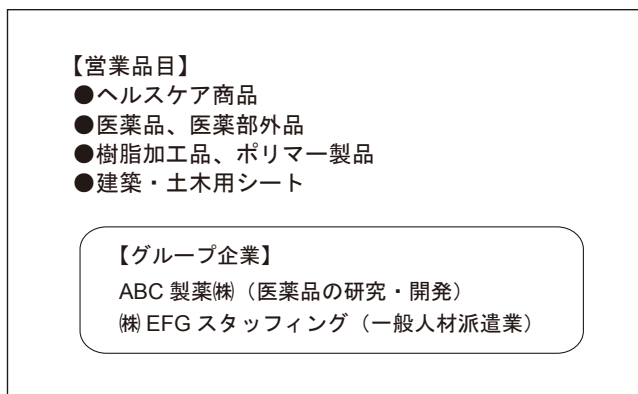 【営業品目】
●ヘルスケア商品
●医薬品、医薬部外品
●樹脂加工品、ポリマー製品
●建築・土木用シート
【グループ企業】
ABC 製薬㈱（医薬品の研究・開発）
㈱ EFG スタッフィング（一般人材派遣業）